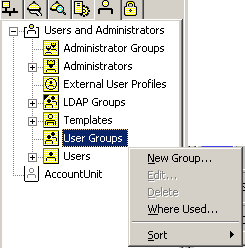 Users and Administrators
Administrator Groups
Administrators
External User Profiles
LDAP Groups
Templates
User Groups
Users
AccountUnit
New Group...
Edit...
Delete
Where Used...
Sort